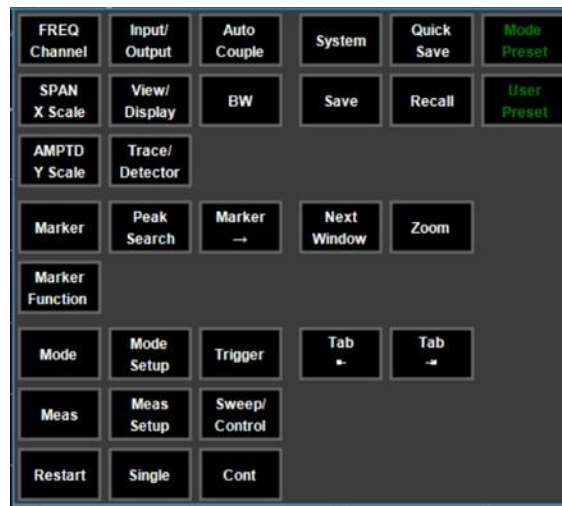 FREQ
Channel
Input/
Output
Auto
Couple
System
Quick
Save
Mode
Preset
SPAN
X Scale
View/
Display
BW
Save
Recall
User
Preset
AMPTD
Y Scale
Trace/
Detector
Marker
Peak
Search
Marker
→
Next
Window
Zoom
Marker
Function
Mode
Mode
Setup
Trigger
Tab
Tab
Meas
Meas
Setup
Sweep/
Control
Restart
Single
Cont